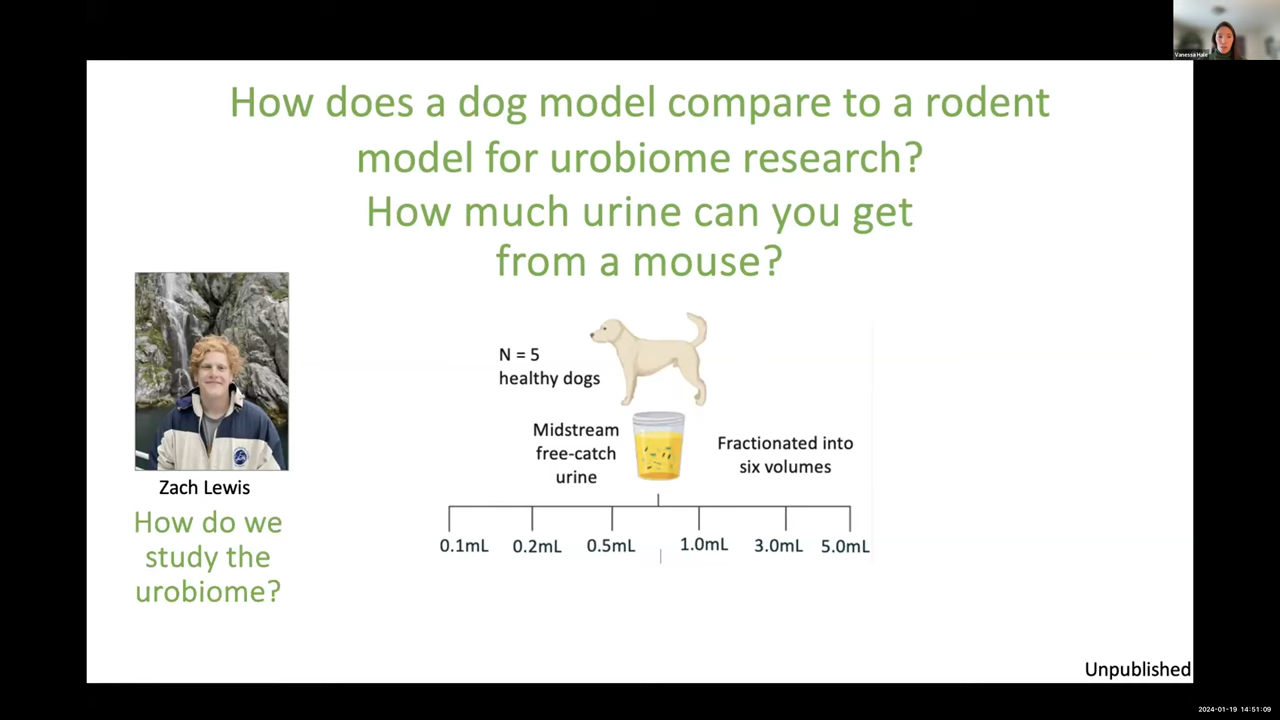 Vanessa Hale
How does a dog model compare to a rodent
model for urobiome research?
How much urine can you get
from a mouse?
N = 5
healthy dogs
Midstream
free-catch
urine
Fractionated into
six volumes
0.1mL 0.2mL 0.5mL 1.0mL 3.0mL 5.0mL
Zach Lewis
How do we
study the
urobiome?
Unpublished
2024-01-19 14:51:09